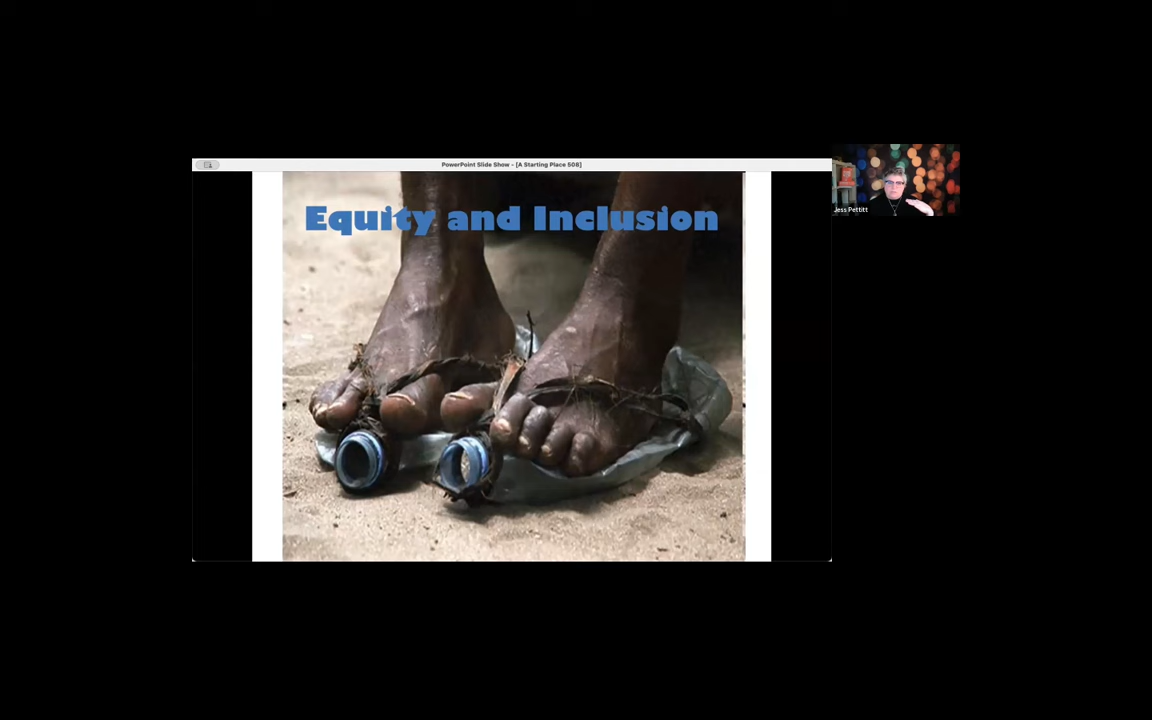 PowerPoint Slide Show - [A Starting Place 508]
Equity and Inclusion
Jess Pettitt